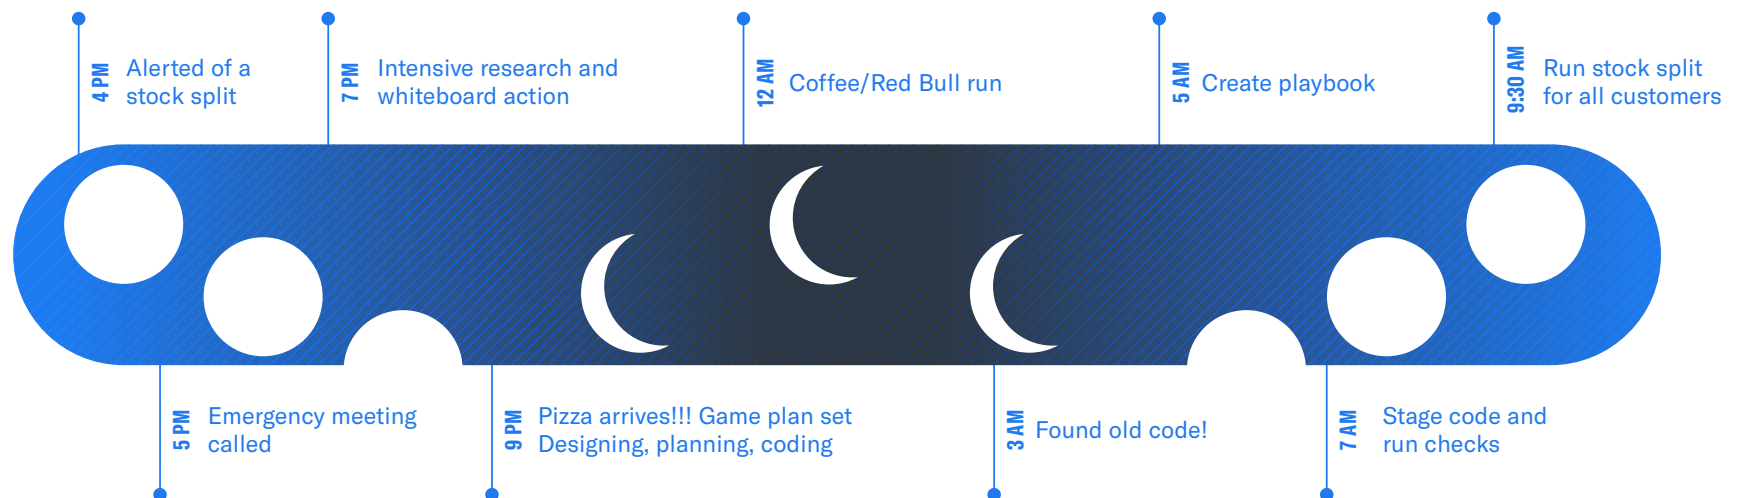 4 PM
Alerted of a
stock split
7 PM
Intensive research and
whiteboard action
12 AM
Coffee/Red Bull run
5 AM
Create playbook
9:30 AM
Run stock split
for all customers
5 PM
Emergency meeting
called
9 PM
Pizza arrives!!! Game plan set
Designing, planning, coding
3 AM
Found old code!
7 AM
Stage code and
run checks